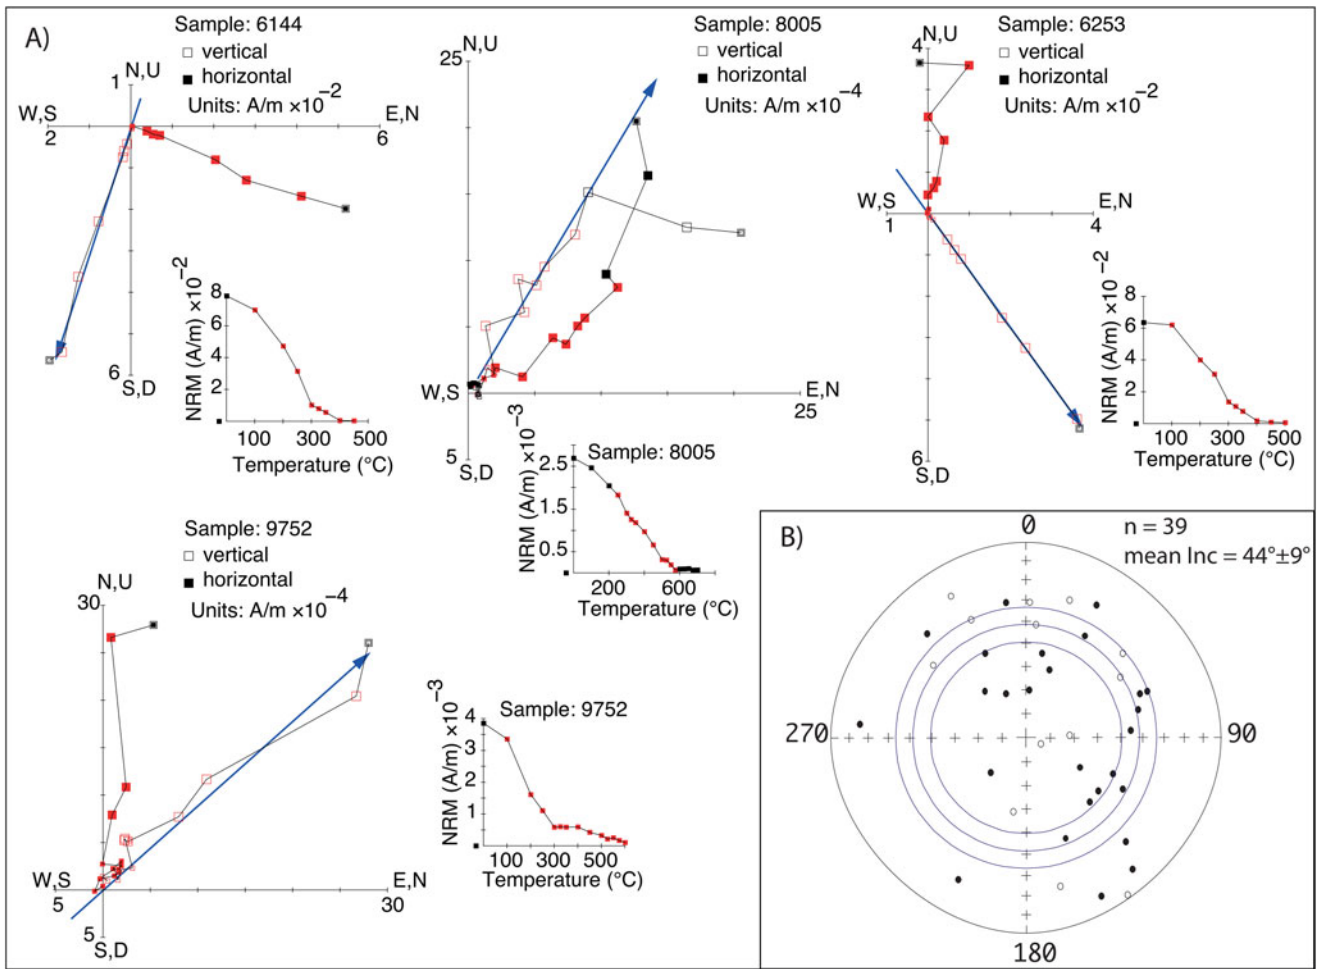 A)
Sample: 6144
vertical
horizontal
Units: A/m ×10⁻²
1
N,U
W,S
2
E,N
6
6
S,D
NRM (A/m) ×10⁻²
8
6
4
2
100
300
500
Temperature (°C)
Sample: 8005
vertical
horizontal
Units: A/m ×10⁻⁴
N,U
25
W,S
E,N
25
5
S,D
Sample: 8005
NRM (A/m) ×10⁻³
2.5
1.5
0.5
200
600
Temperature (°C)
Sample: 6253
vertical
horizontal
Units: A/m ×10⁻²
N,U
4
W,S
1
E,N
4
6
S,D
NRM (A/m) ×10⁻²
8
6
4
2
100
300
500
Temperature (°C)
Sample: 9752
vertical
horizontal
Units: A/m ×10⁻⁴
N,U
30
W,S
5
E,N
30
5
S,D
Sample: 9752
NRM (A/m) ×10⁻³
4
3
2
1
100
300
500
Temperature (°C)
B)
n = 39
mean Inc = 44°±9°
0
270
90
180